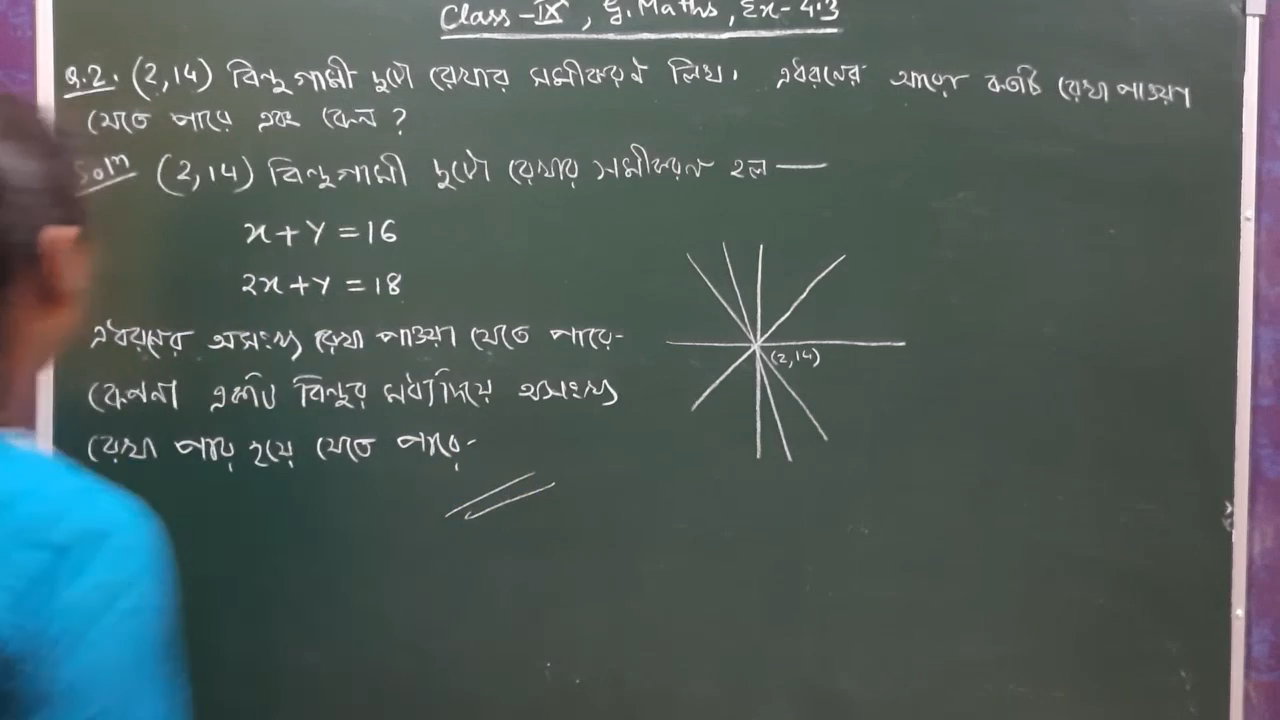 Class-IX, G. Maths, Ex-4.3
Q.2. (2,14) বিন্দুগামী দুটো রেখার সমীকরণ লিখ। এধরনের আরো কতটি রেখা পাওয়া
যেতে পারে এবং কেন?
Soln (2,14) বিন্দুগামী দুটো রেখার সমীকরণ হল —
x+y=16
2x+y=18
এধরনের অসংখ্য রেখা পাওয়া যেতে পারে-
কেননা একটি বিন্দুর মধ্যদিয়ে অসংখ্য
রেখা পার হয়ে যেতে পারে-
(2,14)